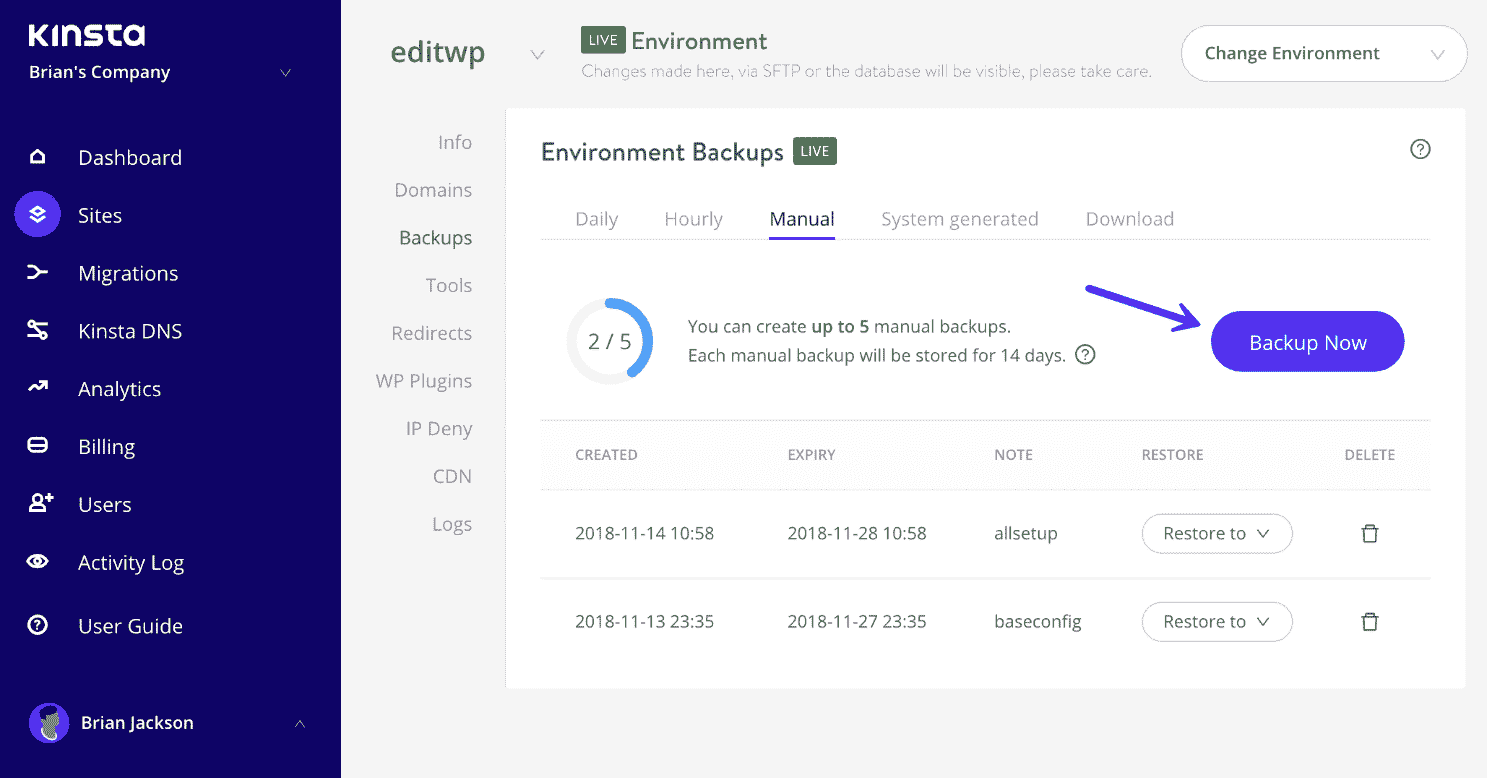 Kinsta
Brian's Company
Dashboard
Sites
Migrations
Kinsta DNS
Analytics
Billing
Users
Activity Log
User Guide
Brian Jackson
editwp
LIVE Environment
Changes made here, via SFTP or the database will be visible, please take care.
Change Environment
Info
Domains
Backups
Tools
Redirects
WP Plugins
IP Deny
CDN
Logs
Environment Backups LIVE
?
Daily Hourly Manual System generated Download
2 / 5
You can create up to 5 manual backups.
Each manual backup will be stored for 14 days. ?
Backup Now
CREATED EXPIRY NOTE RESTORE DELETE
2018-11-14 10:58 2018-11-28 10:58 allsetup Restore to
2018-11-13 23:35 2018-11-27 23:35 baseconfig Restore to